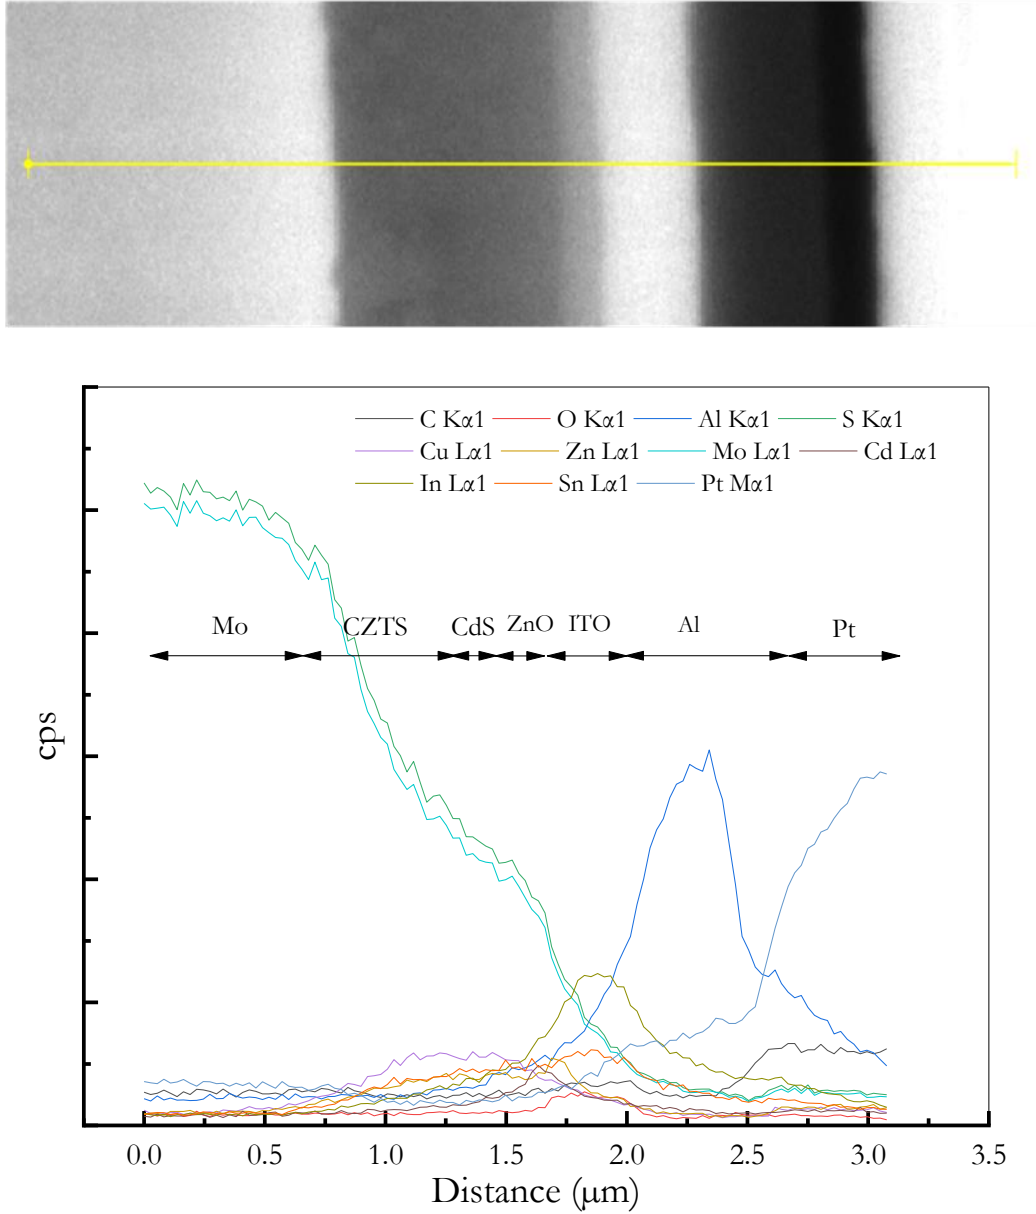 C Kα1 O Kα1 Al Kα1 S Kα1
Cu Lα1 Zn Lα1 Mo Lα1 Cd Lα1
In Lα1 Sn Lα1 Pt Mα1
Mo CZTS CdS ZnO ITO Al Pt
cps
0.0 0.5 1.0 1.5 2.0 2.5 3.0 3.5
Distance (μm)